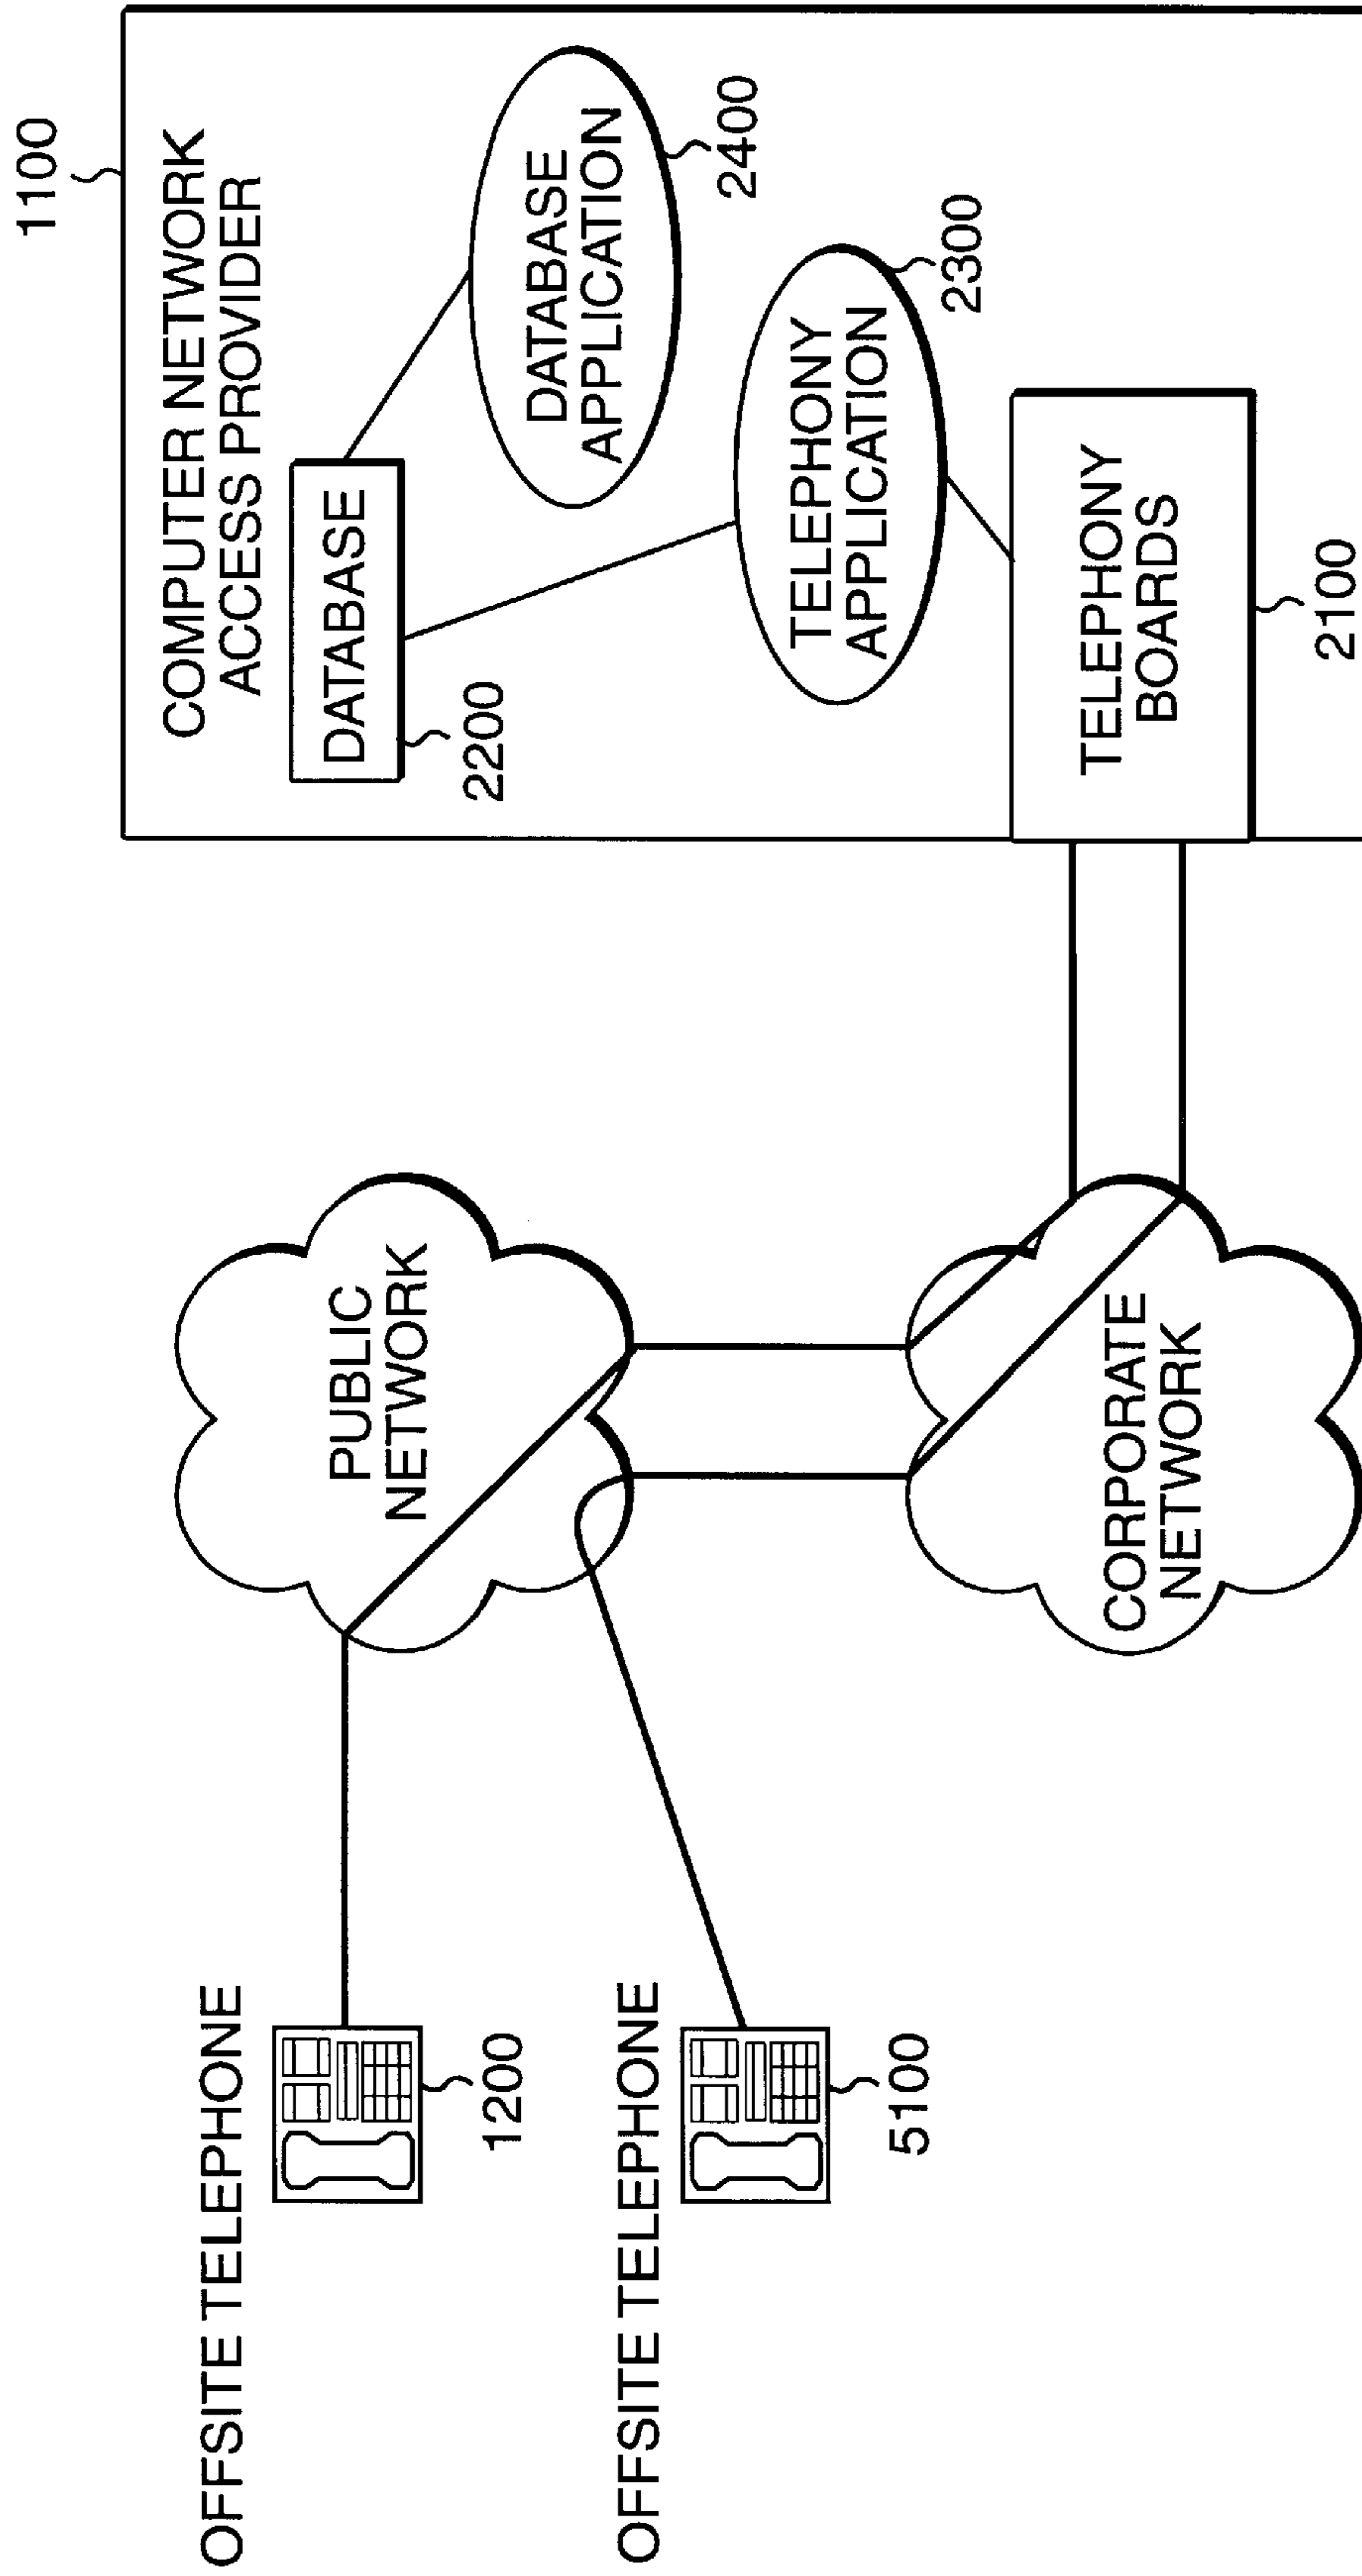 1100
COMPUTER NETWORK
ACCESS PROVIDER
DATABASE
2200
DATABASE
APPLICATION
2400
TELEPHONY
APPLICATION
2300
TELEPHONY
BOARDS
2100
PUBLIC
NETWORK
CORPORATE
NETWORK
OFFSITE TELEPHONE
1200
OFFSITE TELEPHONE
5100